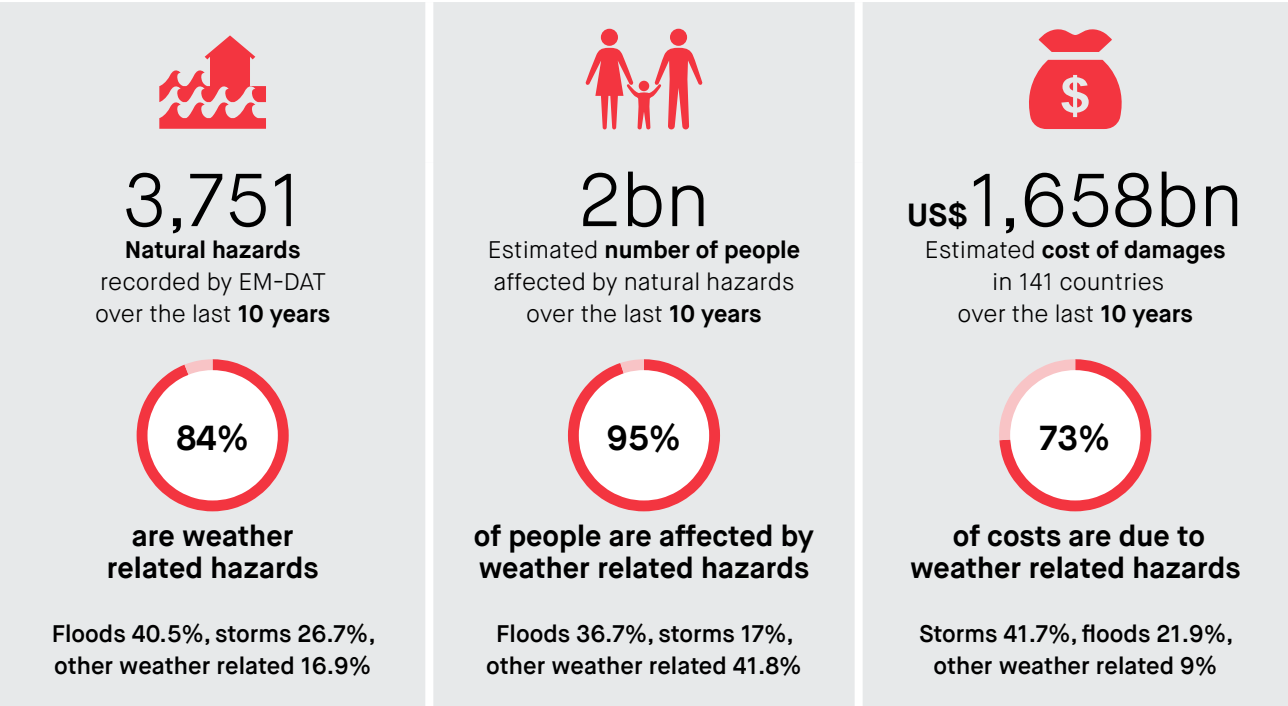 3,751
Natural hazards
recorded by EM-DAT
over the last 10 years
84%
are weather
related hazards
Floods 40.5%, storms 26.7%,
other weather related 16.9%
2bn
Estimated number of people
affected by natural hazards
over the last 10 years
95%
of people are affected by
weather related hazards
Floods 36.7%, storms 17%,
other weather related 41.8%
$
US$1,658bn
Estimated cost of damages
in 141 countries
over the last 10 years
73%
of costs are due to
weather related hazards
Storms 41.7%, floods 21.9%,
other weather related 9%